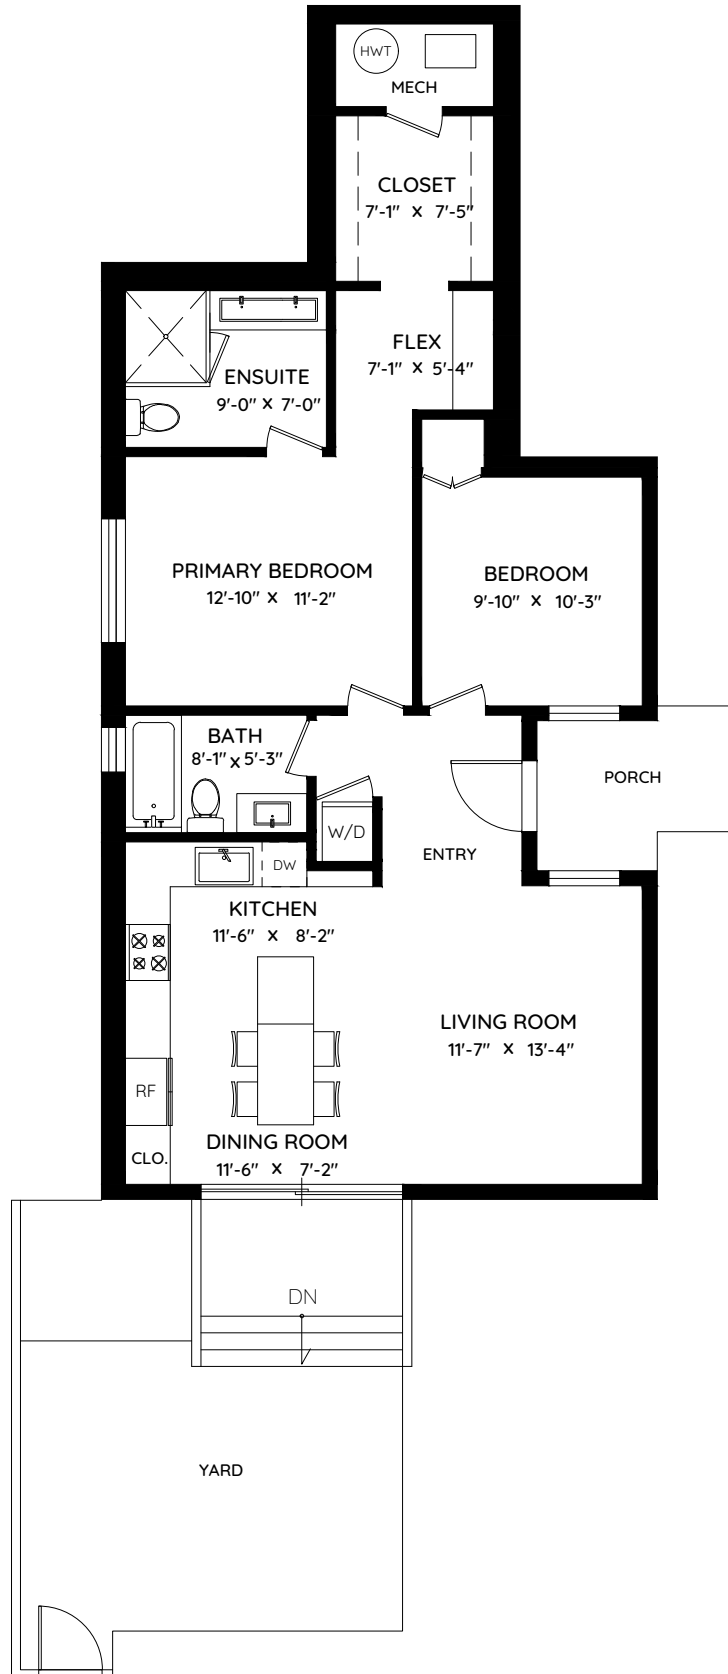 HWT
MECH
CLOSET
7'-1" x 7'-5"
FLEX
7'-1" x 5'-4"
ENSUITE
9'-0" x 7'-0"
PRIMARY BEDROOM
12'-10" x 11'-2"
BEDROOM
9'-10" x 10'-3"
BATH
8'-1" x 5'-3"
PORCH
W/D
ENTRY
DW
KITCHEN
11'-6" x 8'-2"
LIVING ROOM
11'-7" x 13'-4"
RF
DINING ROOM
11'-6" x 7'-2"
CLO.
DN
YARD